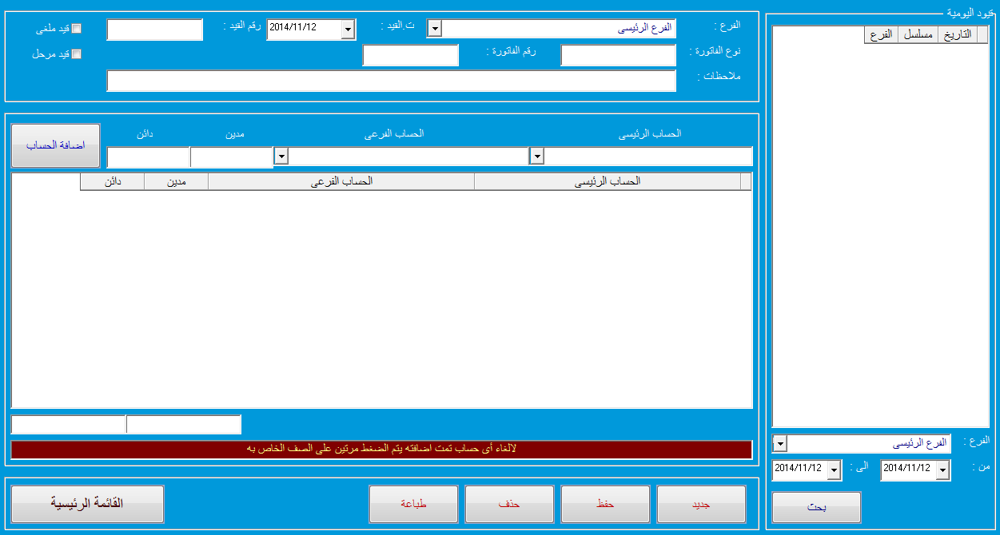 قيود اليومية
التاريخ مسلسل الفرع
الفرع :
الفرع الرئيسى
من :
2014/11/12
الى :
2014/11/12
بحث
الفرع :
الفرع الرئيسى
ت.القيد :
2014/11/12
رقم القيد :
قيد ملغى
نوع الفاتورة :
رقم الفاتورة :
قيد مرحل
ملاحظات :
الحساب الرئيسى الحساب الفرعى مدين دائن
اضافة الحساب
الحساب الرئيسى الحساب الفرعى مدين دائن
لالغاء أى حساب تمت اضافته يتم الضغط مرتين على الصف الخاص به
جديد حفظ حذف طباعة القائمة الرئيسية